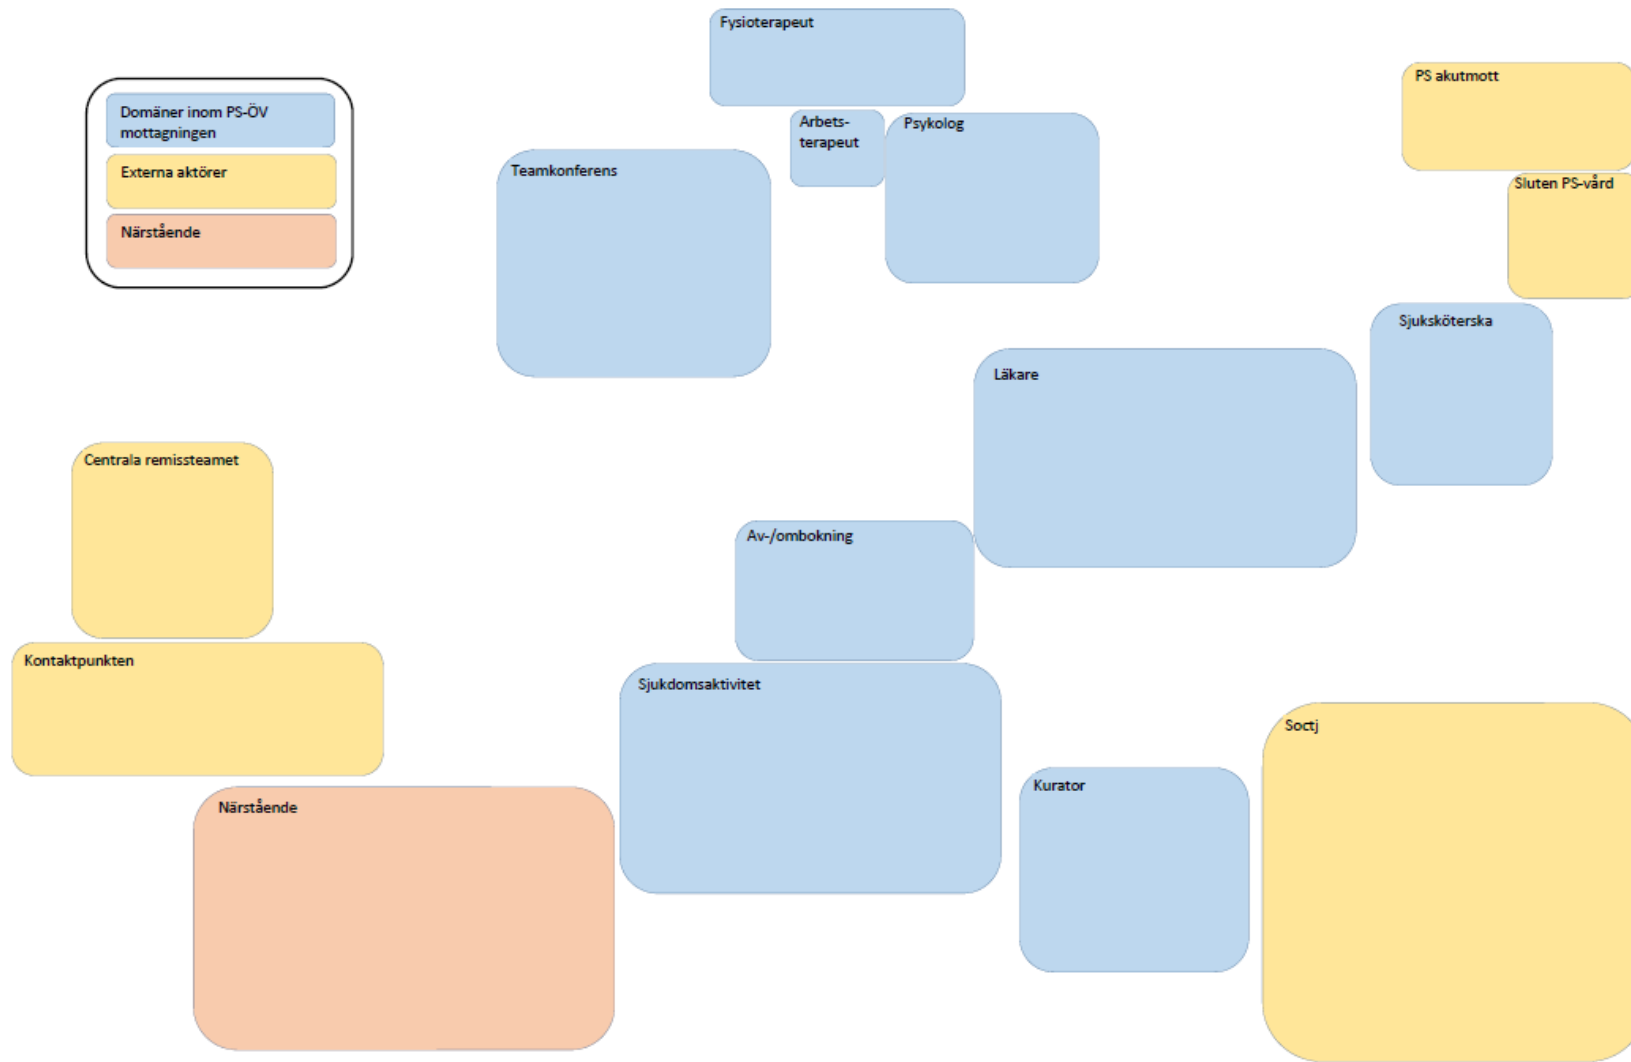 Domäner inom PS-ÖV
mottagningen
Externa aktörer
Närstående
Fysioterapeut
Arbets-
terapeut
Psykolog
Teamkonferens
PS akutmott
Sluten PS-vård
Sjuksköterska
Läkare
Centrala remissteamet
Av-/ombokning
Kontaktpunkten
Sjukdomsaktivitet
Soctj
Kurator
Närstående